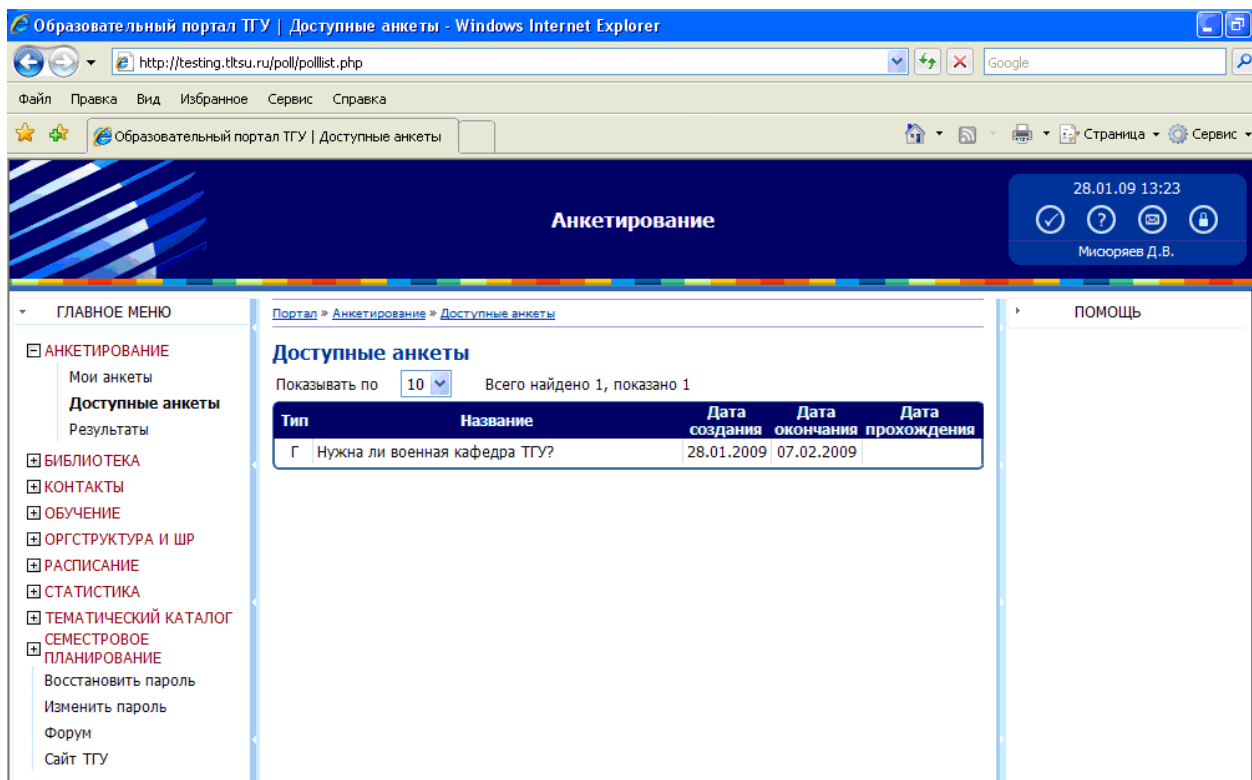 Образовательный портал ТГУ | Доступные анкеты - Windows Internet Explorer
http://testing.tltsu.ru/poll/polllist.php
Google
Файл Правка Вид Избранное Сервис Справка
Образовательный портал ТГУ | Доступные анкеты
Страница Сервис
28.01.09 13:23
Анкетирование
Мисюряев Д.В.
ГЛАВНОЕ МЕНЮ
АНКЕТИРОВАНИЕ
Мои анкеты
Доступные анкеты
Результаты
БИБЛИОТЕКА
КОНТАКТЫ
ОБУЧЕНИЕ
ОРГСТРУКТУРА И ШР
РАСПИСАНИЕ
СТАТИСТИКА
ТЕМАТИЧЕСКИЙ КАТАЛОГ
СЕМЕСТРОВОЕ
ПЛАНИРОВАНИЕ
Восстановить пароль
Изменить пароль
Форум
Сайт ТГУ
Портал » Анкетирование » Доступные анкеты
Доступные анкеты
Показывать по 10 Всего найдено 1, показано 1
Тип Название Дата создания Дата окончания Дата прохождения
Г Нужна ли военная кафедра ТГУ? 28.01.2009 07.02.2009
ПОМОЩЬ